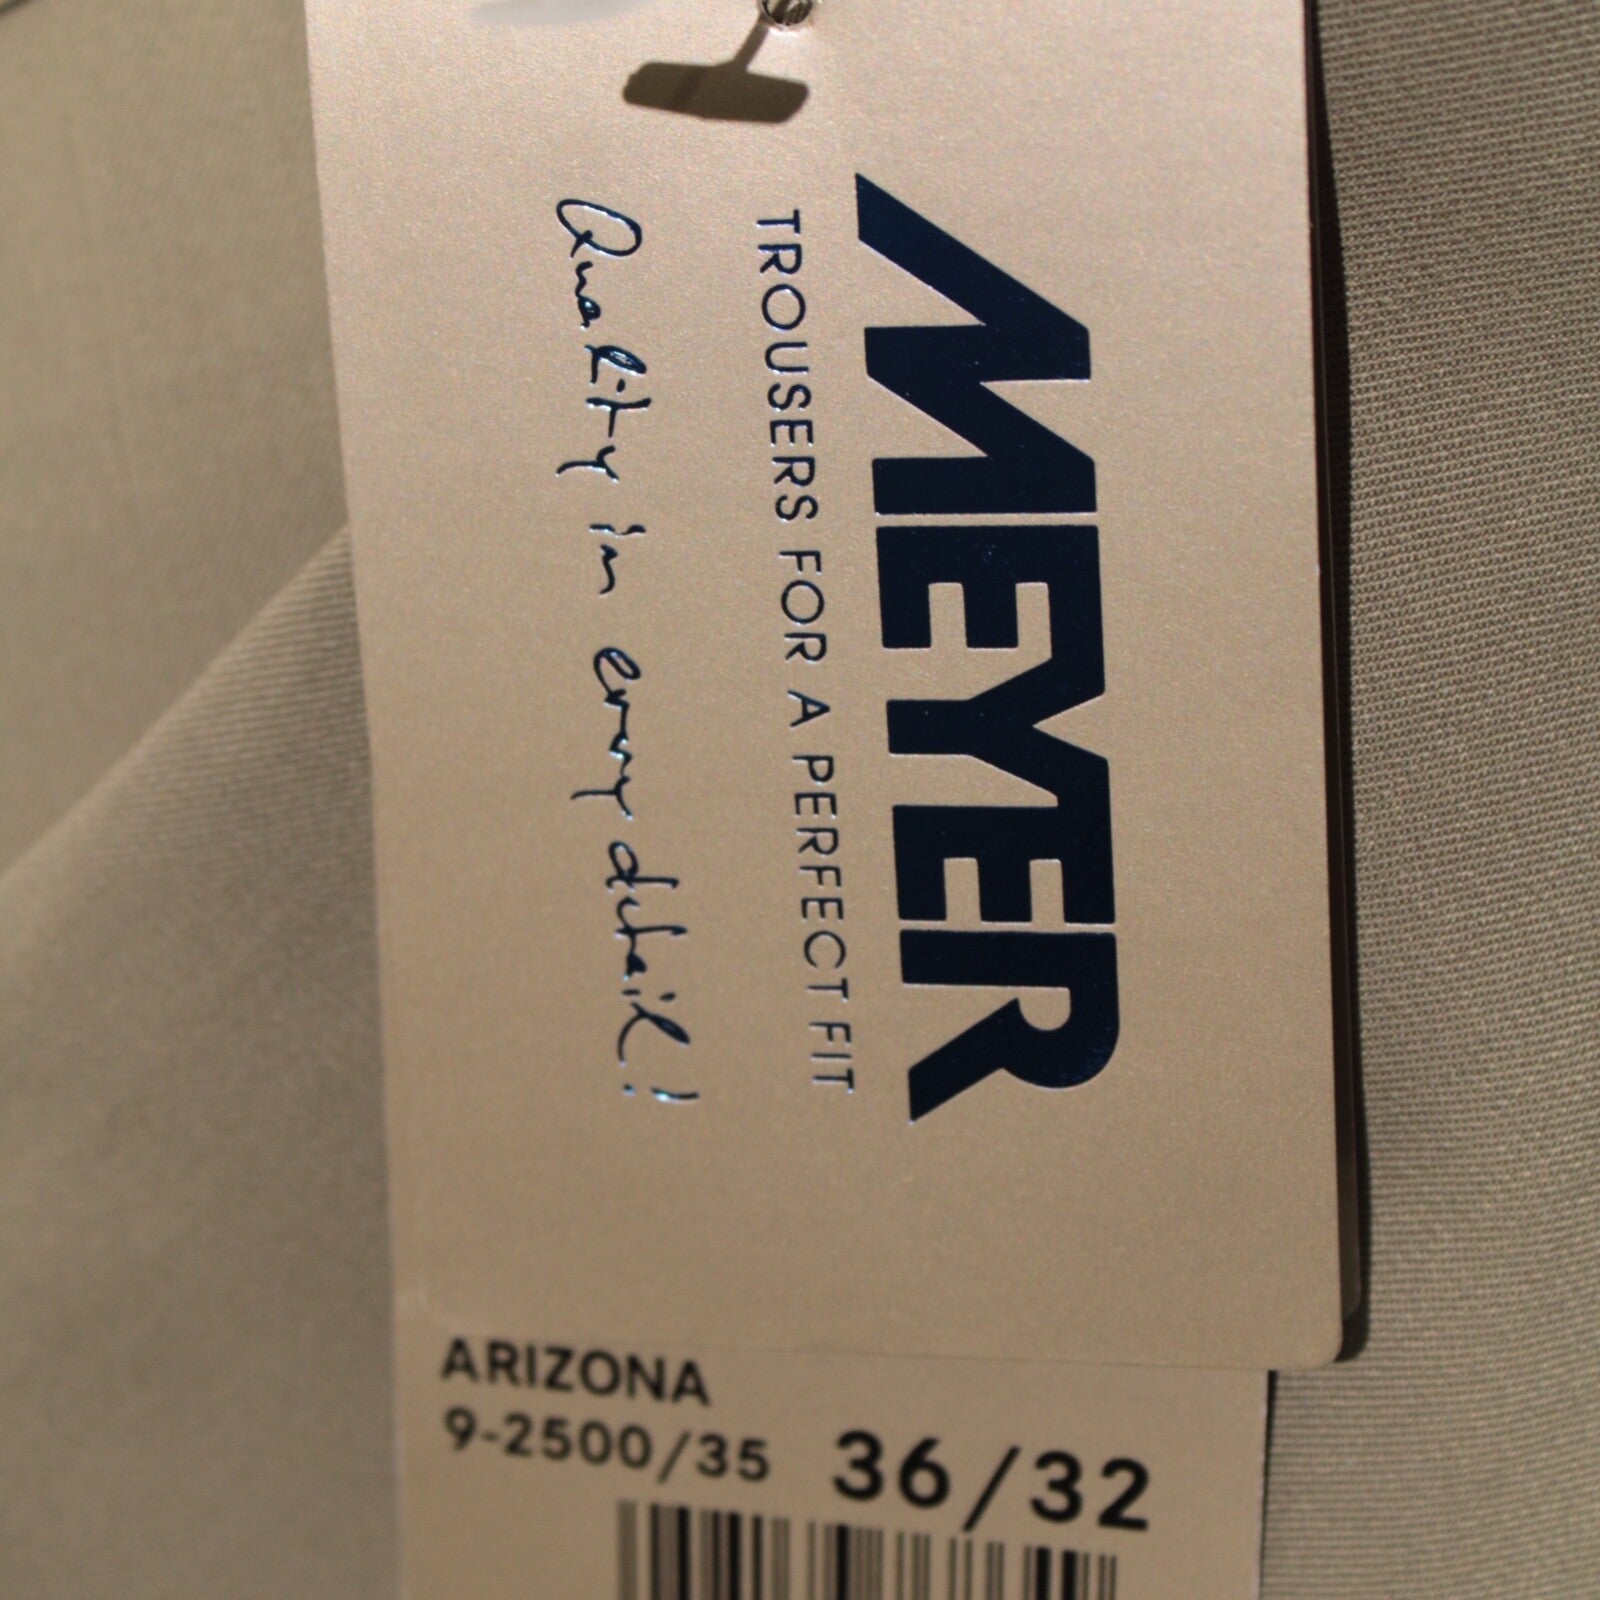 MEYER
TROUSERS FOR A PERFECT FIT
Quality in every detail!
ARIZONA
9-2500/35 36/32